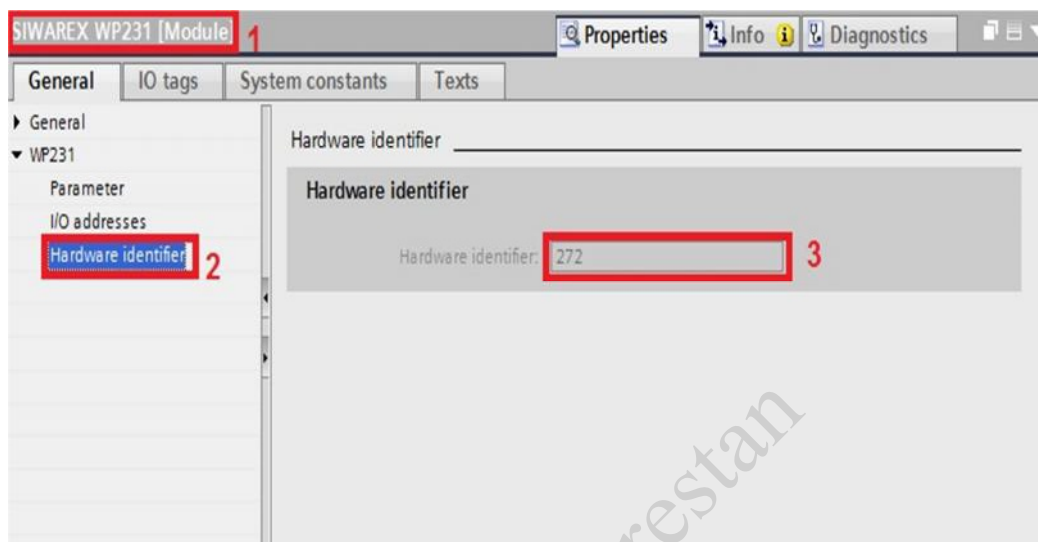 SIWAREX WP231 [Module] 1
Properties Info Diagnostics
General IO tags System constants Texts
General
WP231
Parameter
I/O addresses
Hardware identifier 2
Hardware identifier
Hardware identifier
Hardware identifier: 272 3